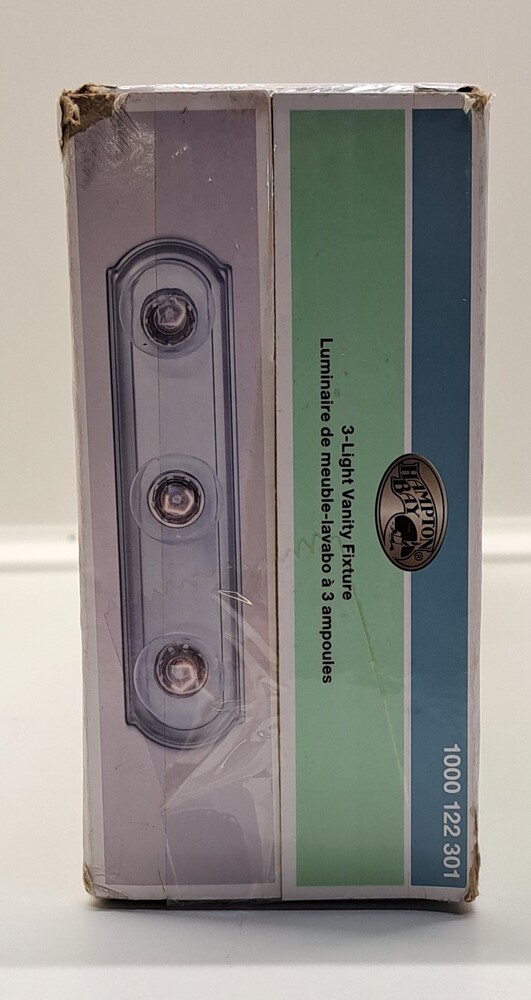 HAMPTON
BAY
®
3-Light Vanity Fixture
Luminaire de meuble-lavabo à 3 ampoules
1000 122 301